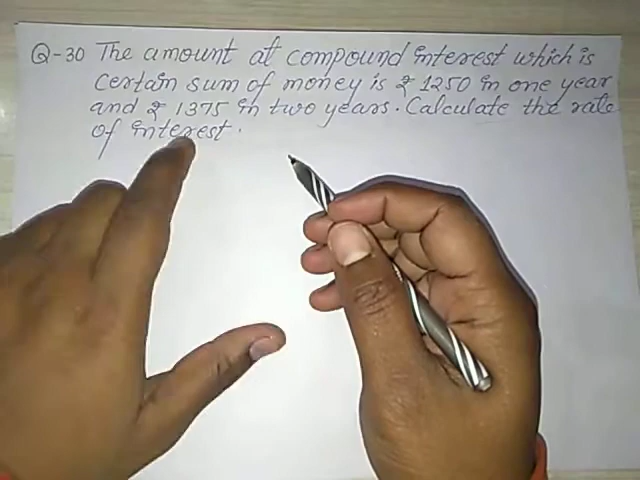 Q-30 The amount at compound interest which is
certain sum of money is ₹ 1250 in one year
and ₹ 1375 in two years. Calculate the rate
of interest.